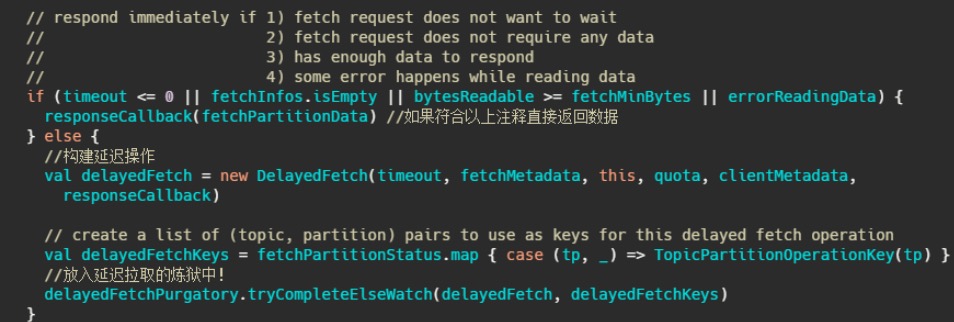 // respond immediately if 1) fetch request does not want to wait
//                        2) fetch request does not require any data
//                        3) has enough data to respond
//                        4) some error happens while reading data
if (timeout <= 0 || fetchInfos.isEmpty || bytesReadable >= fetchMinBytes || errorReadingData) {
  responseCallback(fetchPartitionData) //如果符合以上注释直接返回数据
} else {
  //构建延迟操作
  val delayedFetch = new DelayedFetch(timeout, fetchMetadata, this, quota, clientMetadata,
    responseCallback)

  // create a list of (topic, partition) pairs to use as keys for this delayed fetch operation
  val delayedFetchKeys = fetchPartitionStatus.map { case (tp, _) => TopicPartitionOperationKey(tp) }
  //放入延迟拉取的炼狱中!
  delayedFetchPurgatory.tryCompleteElseWatch(delayedFetch, delayedFetchKeys)
}